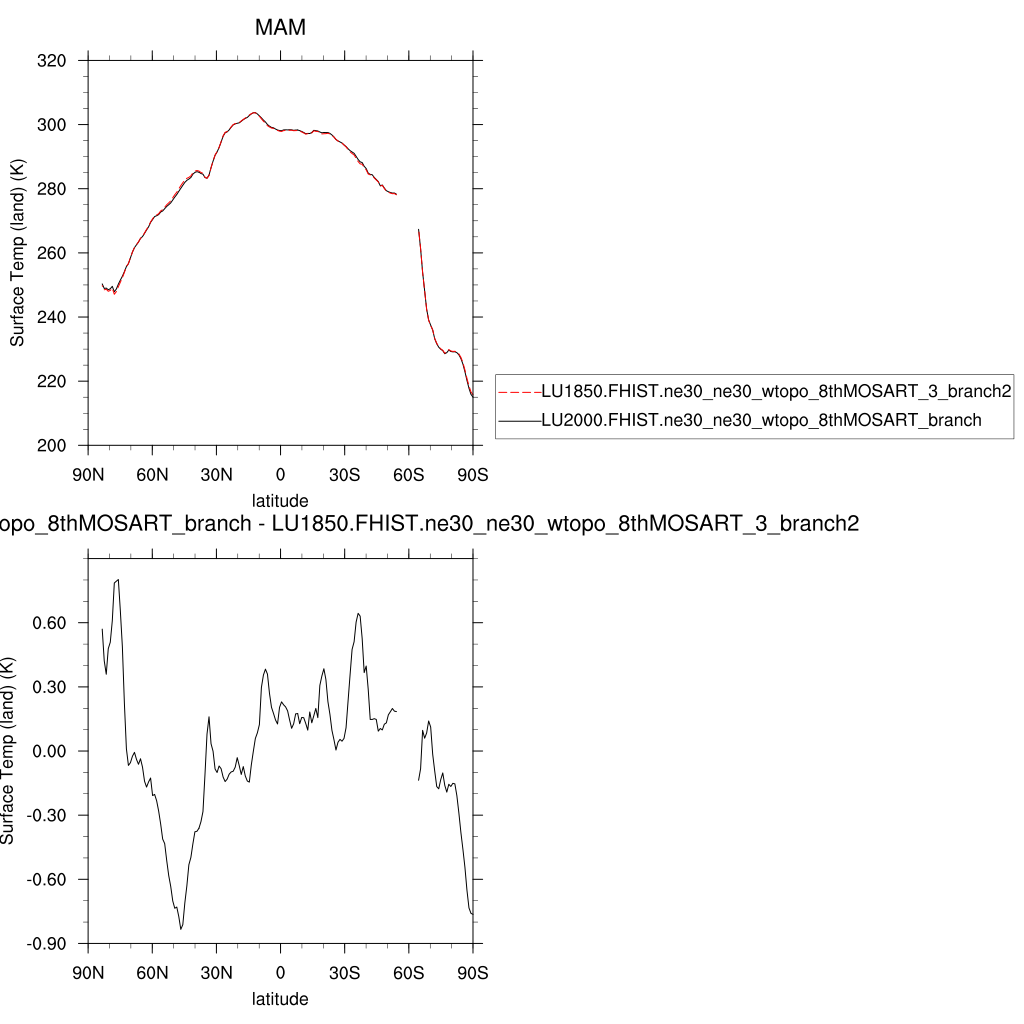 MAM
320
300
280
260
240
220
200
Surface Temp (land) (K)
90N 60N 30N 0 30S 60S 90S
latitude
LU1850.FHIST.ne30_ne30_wtopo_8thMOSART_3_branch2
LU2000.FHIST.ne30_ne30_wtopo_8thMOSART_branch
opo_8thMOSART_branch - LU1850.FHIST.ne30_ne30_wtopo_8thMOSART_3_branch2
0.60
0.30
0.00
-0.30
-0.60
-0.90
Surface Temp (land) (K)
90N 60N 30N 0 30S 60S 90S
latitude